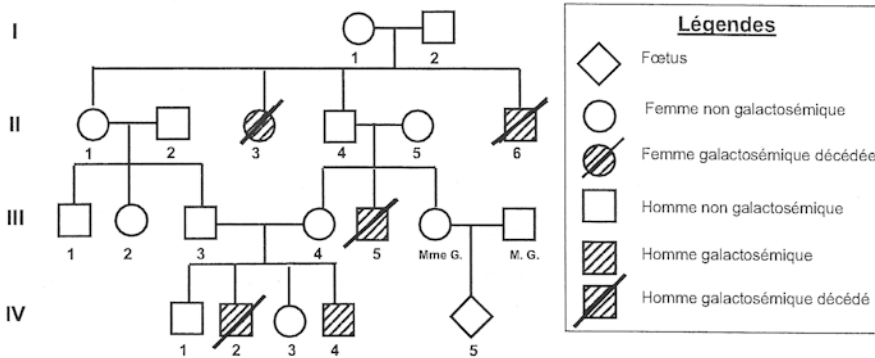 I
1 2
Légendes
Fœtus
Femme non galactosémique
Femme galactosémique décédée
Homme non galactosémique
Homme galactosémique
Homme galactosémique décédé
II
1 2 3 4 5 6
III
1 2 3 4 5 Mme G. M. G.
IV
1 2 3 4 5